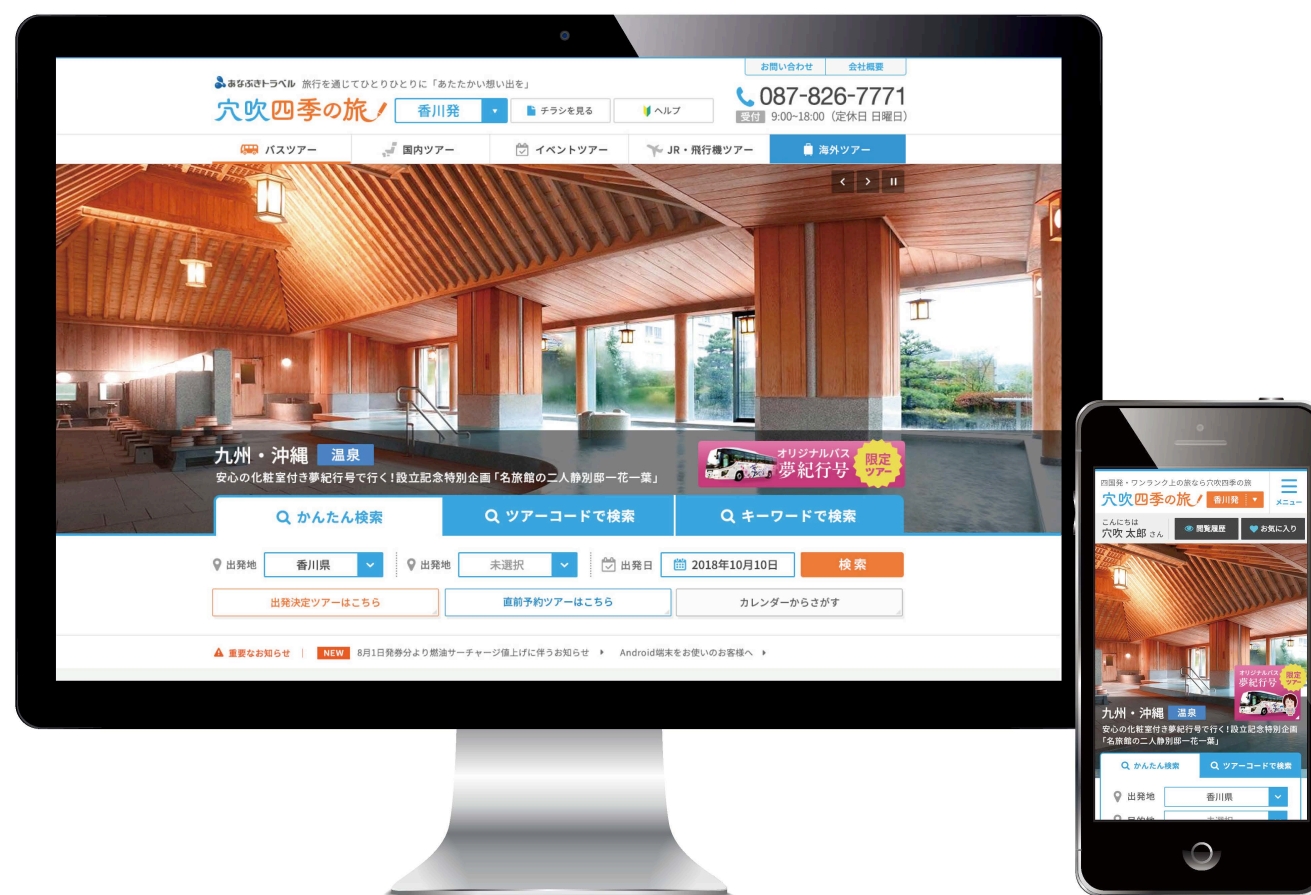 お問い合わせ 会社概要
あなぶきトラベル 旅行を通じてひとりひとりに「あたたかい想い出を」
穴吹四季の旅 香川発 チラシを見る ヘルプ
087-826-7771
受付 9:00~18:00（定休日 日曜日）
バスツアー 国内ツアー イベントツアー JR・飛行機ツアー 海外ツアー
九州・沖縄 温泉
安心の化粧室付き夢紀行号で行く!設立記念特別企画「名旅館の二人静別邸一花一葉」
オリジナルバス
夢紀行号
限定
ツアー
かんたん検索 ツアーコードで検索 キーワードで検索
出発地 香川県 出発地 未選択 出発日 2018年10月10日 検索
出発決定ツアーはこちら 直前予約ツアーはこちら カレンダーからさがす
重要なお知らせ NEW 8月1日発券分より燃油サーチャージ値上げに伴うお知らせ Android端末をお使いのお客様へ
四国発・ワンランク上の旅なら穴吹四季の旅
穴吹四季の旅 香川発 メニュー
こんにちは
穴吹 太郎 さん 閲覧履歴 お気に入り
オリジナルバス
夢紀行号
限定
ツアー
九州・沖縄 温泉
安心の化粧室付き夢紀行号で行く!設立記念特別企画
「名旅館の二人静別邸一花一葉」
かんたん検索 ツアーコードで検索
出発地 香川県